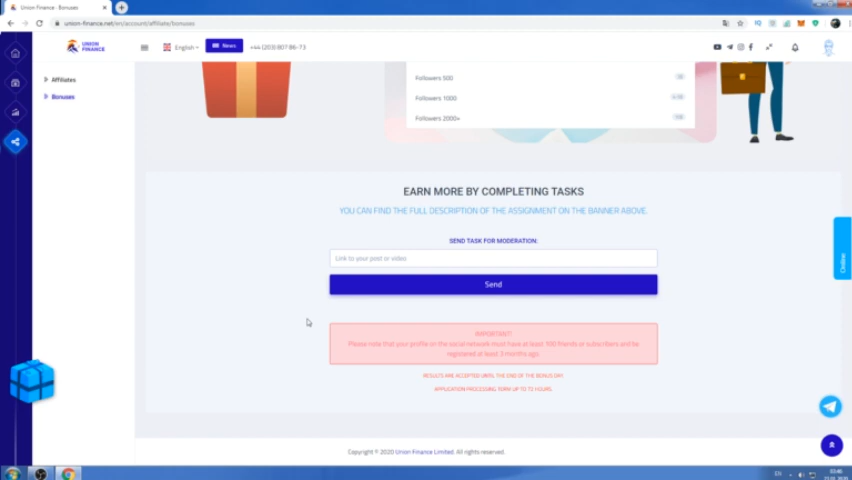 Union Finance - Bonuses
union-finance.net/en/account/affiliate/bonuses
UNION
FINANCE
English
News
+44 (203) 807 86-73
Affiliates
Bonuses
Followers 500
Followers 1000
Followers 2000+
EARN MORE BY COMPLETING TASKS
YOU CAN FIND THE FULL DESCRIPTION OF THE ASSIGNMENT ON THE BANNER ABOVE.
SEND TASK FOR MODERATION:
Link to your post or video
Send
IMPORTANT!
Please note that your profile on the social network must have at least 100 friends or subscribers and be
registered at least 3 months ago.
RESULTS ARE ACCEPTED UNTIL THE END OF THE BONUS DAY
APPLICATION PROCESSING TERM UP TO 72 HOURS.
Online
Copyright © 2020 Union Finance Limited. All rights reserved.
EN